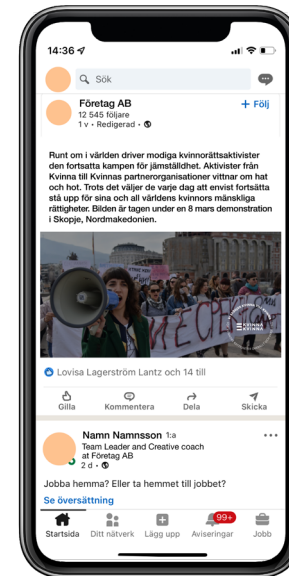 14:36
Sök
Företag AB
12 545 följare
1 v • Redigerad •
+ Följ
Runt om i världen driver modiga kvinnorättsaktivister
den fortsatta kampen för jämställdhet. Aktivister från
Kvinna till Kvinnas partnerorganisationer vittnar om hat
och hot. Trots det väljer de varje dag att envist fortsätta
stå upp för sina och all världens kvinnors mänskliga
rättigheter. Bilden är tagen under en 8 mars demonstration
i Skopje, Nordmakedonien.
KVINNA
KVINNA
Lovisa Lagerström Lantz och 14 till
Gilla Kommentera Dela Skicka
Namn Namnsson 1:a
Team Leader and Creative coach
at Företag AB
2 d •
Jobba hemma? Eller ta hemmet till jobbet?
Se översättning
99+
Startsida Ditt nätverk Lägg upp Aviseringar Jobb